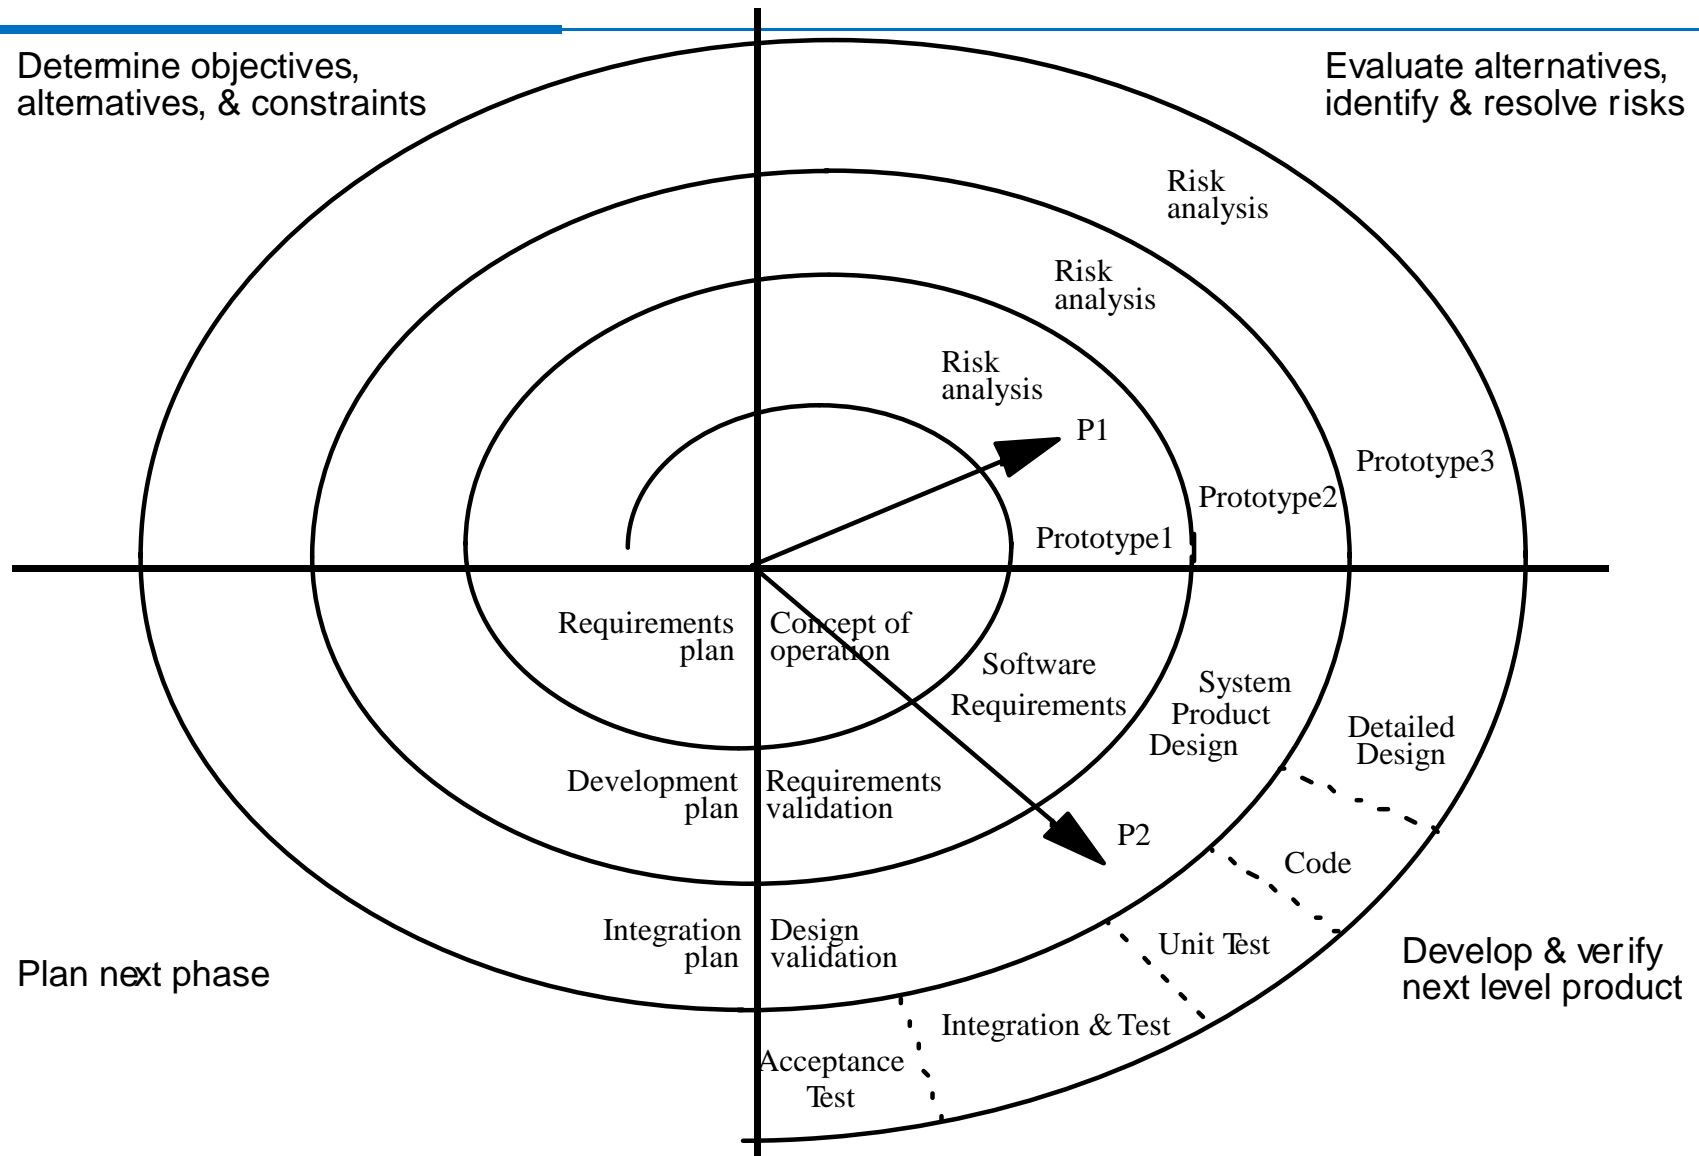 Determine objectives,
alternatives, & constraints
Evaluate alternatives,
identify & resolve risks
Risk
analysis
Risk
analysis
Risk
analysis
P1
Prototype3
Prototype2
Prototype1
Requirements
plan
Concept of
operation
Software
Requirements
System
Product
Design
Detailed
Design
Development
plan
Requirements
validation
P2
Code
Integration
plan
Design
validation
Unit Test
Plan next phase
Develop & verify
next level product
Integration & Test
Acceptance
Test